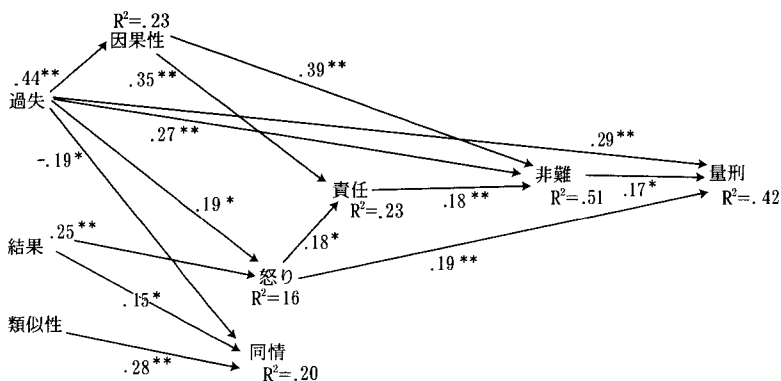 R²=.23
因果性
.44**
過失
.35**
.39**
.27**
.29**
-.19*
.19*
責任
R²=.23
.18**
非難
R²=.51
.17*
量刑
R²=.42
結果
.25**
.18*
怒り
R²=16
.19**
.15*
類似性
.28**
同情
R²=.20